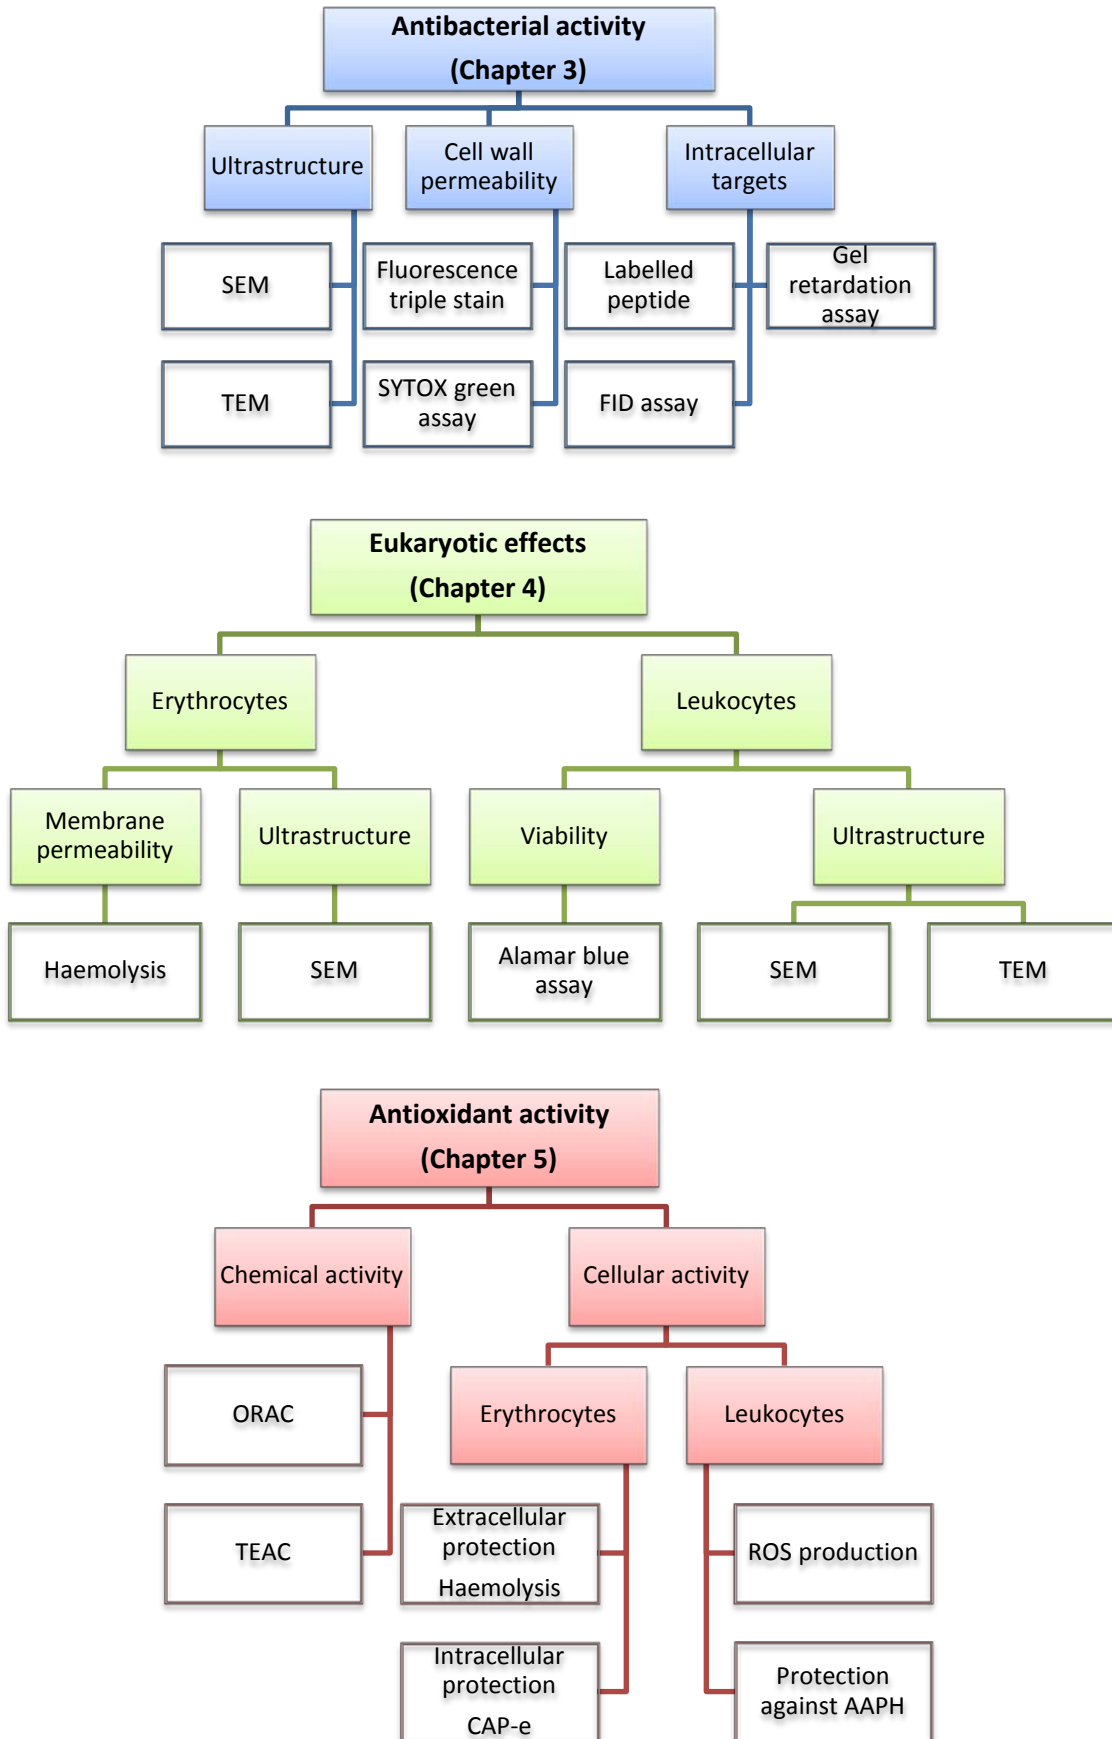 Antibacterial activity
(Chapter 3)
Ultrastructure
Cell wall
permeability
Intracellular
targets
SEM
Fluorescence
triple stain
Labelled
peptide
Gel
retardation
assay
TEM
SYTOX green
assay
FID assay
Eukaryotic effects
(Chapter 4)
Erythrocytes
Leukocytes
Membrane
permeability
Ultrastructure
Viability
Ultrastructure
Haemolysis
SEM
Alamar blue
assay
SEM
TEM
Antioxidant activity
(Chapter 5)
Chemical activity
Cellular activity
ORAC
Erythrocytes
Leukocytes
TEAC
Extracellular
protection
Haemolysis
ROS production
Intracellular
protection
CAP-e
Protection
against AAPH